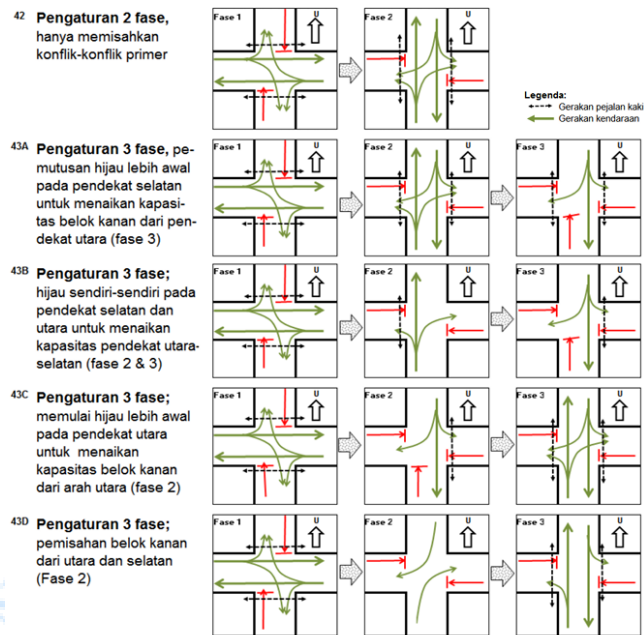 42 Pengaturan 2 fase,
hanya memisahkan
konflik-konflik primer
Fase 1
U
Fase 2
U
Legenda:
Gerakan pejalan kaki
Gerakan kendaraan
43A Pengaturan 3 fase, pe-
mutusan hijau lebih awal
pada pendekat selatan
untuk menaikan kapasi-
tas belok kanan dari pen-
dekat utara (fase 3)
Fase 1
U
Fase 2
U
Fase 3
U
43B Pengaturan 3 fase;
hijau sendiri-sendiri pada
pendekat selatan dan
utara untuk menaikan
kapasitas pendekat utara-
selatan (fase 2 & 3)
Fase 1
U
Fase 2
U
Fase 3
U
43C Pengaturan 3 fase;
memulai hijau lebih awal
pada pendekat utara
untuk menaikan
kapasitas belok kanan
dari arah utara (fase 2)
Fase 1
U
Fase 2
U
Fase 3
U
43D Pengaturan 3 fase;
pemisahan belok kanan
dari utara dan selatan
(Fase 2)
Fase 1
U
Fase 2
U
Fase 3
U